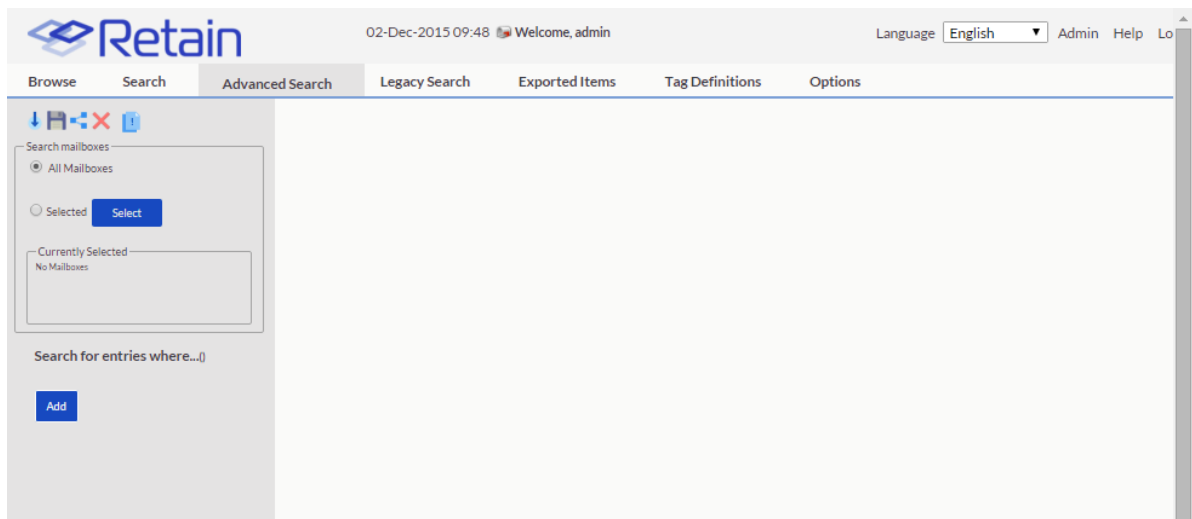 Retain
02-Dec-2015 09:48 Welcome, admin
Language English Admin Help Lo
Browse Search Advanced Search Legacy Search Exported Items Tag Definitions Options
Search mailboxes
All Mailboxes
Selected Select
Currently Selected
No Mailboxes
Search for entries where...()
Add